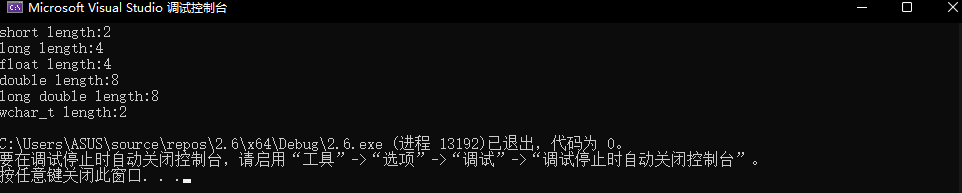 Microsoft Visual Studio 调试控制台
short length:2
long length:4
float length:4
double length:8
long double length:8
wchar_t length:2
C:\Users\ASUS\source\repos\2.6\x64\Debug\2.6.exe (进程 13192)已退出，代码为 0。
要在调试停止时自动关闭控制台，请启用“工具”->“选项”->“调试”->“调试停止时自动关闭控制台”。
按任意键关闭此窗口. . .